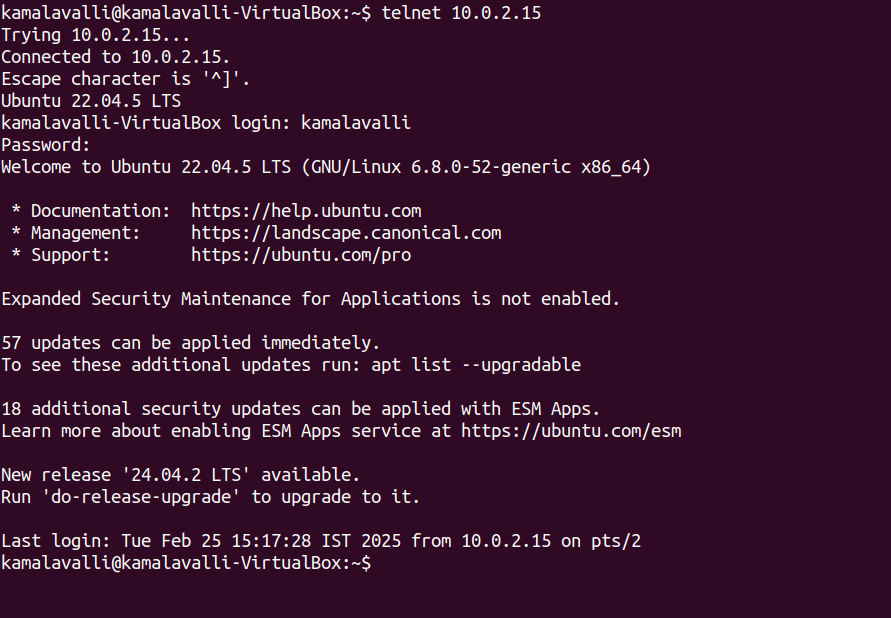 kamalavalli@kamalavalli-VirtualBox:~$ telnet 10.0.2.15
Trying 10.0.2.15...
Connected to 10.0.2.15.
Escape character is '^]'.
Ubuntu 22.04.5 LTS
kamalavalli-VirtualBox login: kamalavalli
Password:
Welcome to Ubuntu 22.04.5 LTS (GNU/Linux 6.8.0-52-generic x86_64)
* Documentation:  https://help.ubuntu.com
* Management:     https://landscape.canonical.com
* Support:        https://ubuntu.com/pro
Expanded Security Maintenance for Applications is not enabled.
57 updates can be applied immediately.
To see these additional updates run: apt list --upgradable
18 additional security updates can be applied with ESM Apps.
Learn more about enabling ESM Apps service at https://ubuntu.com/esm
New release '24.04.2 LTS' available.
Run 'do-release-upgrade' to upgrade to it.
Last login: Tue Feb 25 15:17:28 IST 2025 from 10.0.2.15 on pts/2
kamalavalli@kamalavalli-VirtualBox:~$